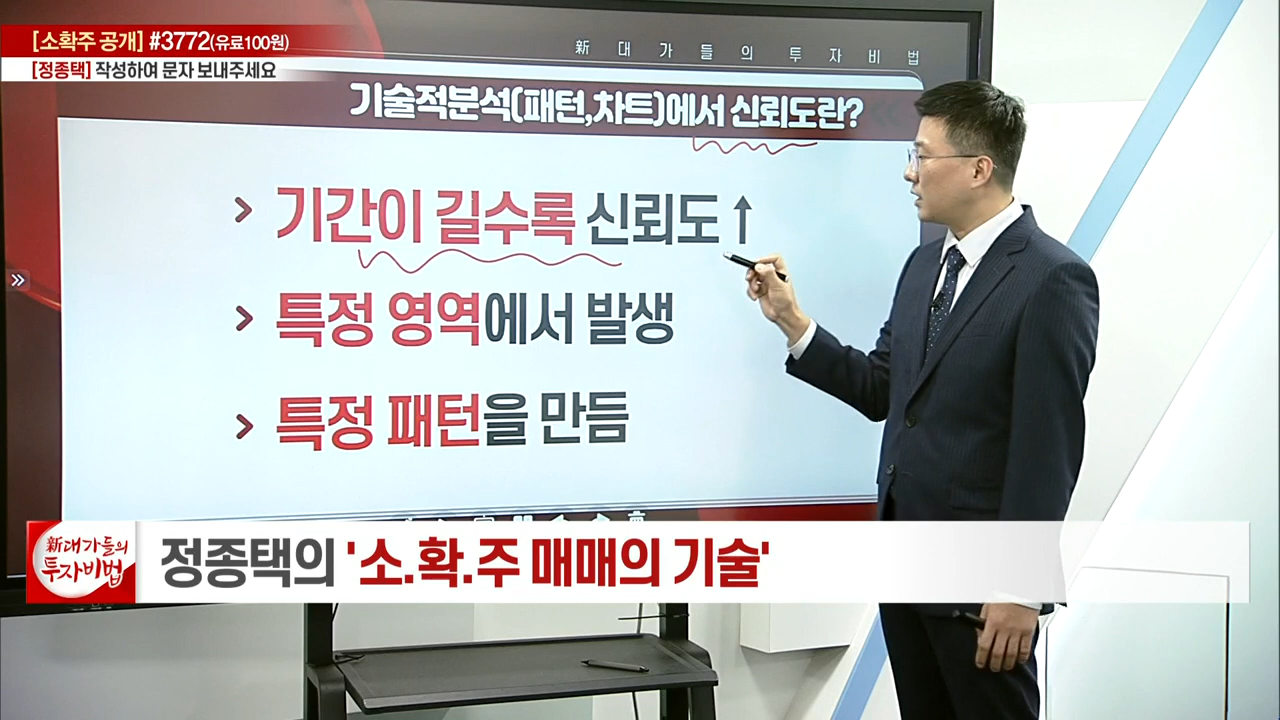 [소확주 공개] #3772(유료100원)
[정종택] 작성하여 문자 보내주세요
新 대 가 들 의 투 자 비 법
기술적분석(패턴,차트)에서 신뢰도란?
기간이 길수록 신뢰도↑
특정 영역에서 발생
특정 패턴을 만듬
新대가들의
투자비법
정종택의 '소.확.주 매매의 기술'